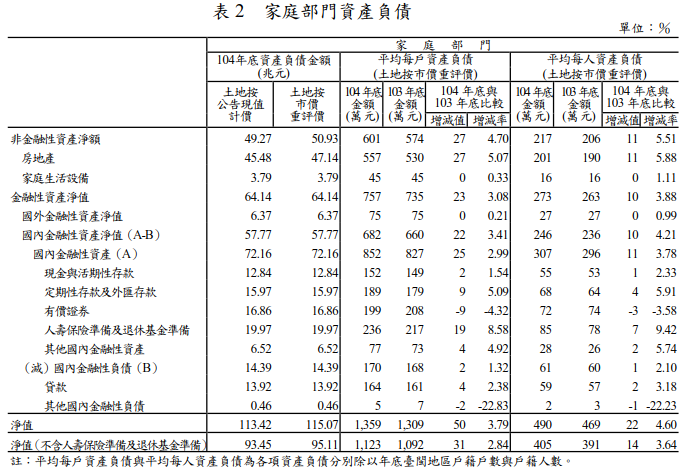 表 2 家庭部門資產負債
單位：%
家 庭 部 門
104年底資產負債金額 (兆元) 平均每戶資產負債 (土地按市價重評價) 平均每人資產負債 (土地按市價重評價)
土地按公告現值計價 土地按市價重評價 104 年底金額(萬元) 103 年底金額(萬元) 104 年底與 103 年底比較 104 年底金額(萬元) 103 年底金額(萬元) 104 年底與 103 年底比較
增減值 增減率 增減值 增減率
非金融性資產淨額 49.27 50.93 601 574 27 4.70 217 206 11 5.51
房地產 45.48 47.14 557 530 27 5.07 201 190 11 5.88
家庭生活設備 3.79 3.79 45 45 0 0.33 16 16 0 1.11
金融性資產淨值 64.14 64.14 757 735 23 3.08 273 263 10 3.88
國外金融性資產淨值 6.37 6.37 75 75 0 0.21 27 27 0 0.99
國內金融性資產淨值 (A-B) 57.77 57.77 682 660 22 3.41 246 236 10 4.21
國內金融性資產 (A) 72.16 72.16 852 827 25 2.99 307 296 11 3.78
現金與活期性存款 12.84 12.84 152 149 2 1.54 55 53 1 2.33
定期性存款及外匯存款 15.97 15.97 189 179 9 5.09 68 64 4 5.91
有價證券 16.86 16.86 199 208 -9 -4.32 72 74 -3 -3.58
人壽保險準備及退休基金準備 19.97 19.97 236 217 19 8.58 85 78 7 9.42
其他國內金融性資產 6.52 6.52 77 73 4 4.92 28 26 2 5.74
(減) 國內金融性負債 (B) 14.39 14.39 170 168 2 1.32 61 60 1 2.10
貸款 13.92 13.92 164 161 4 2.38 59 57 2 3.18
其他國內金融性負債 0.46 0.46 5 7 -2 -22.83 2 3 -1 -22.23
淨值 113.42 115.07 1,359 1,309 50 3.79 490 469 22 4.60
淨值 (不含人壽保險準備及退休基金準備) 93.45 95.11 1,123 1,092 31 2.84 405 391 14 3.64
註：平均每戶資產負債與平均每人資產負債為各項資產負債分別除以年底臺閩地區戶籍戶數與戶籍人數。